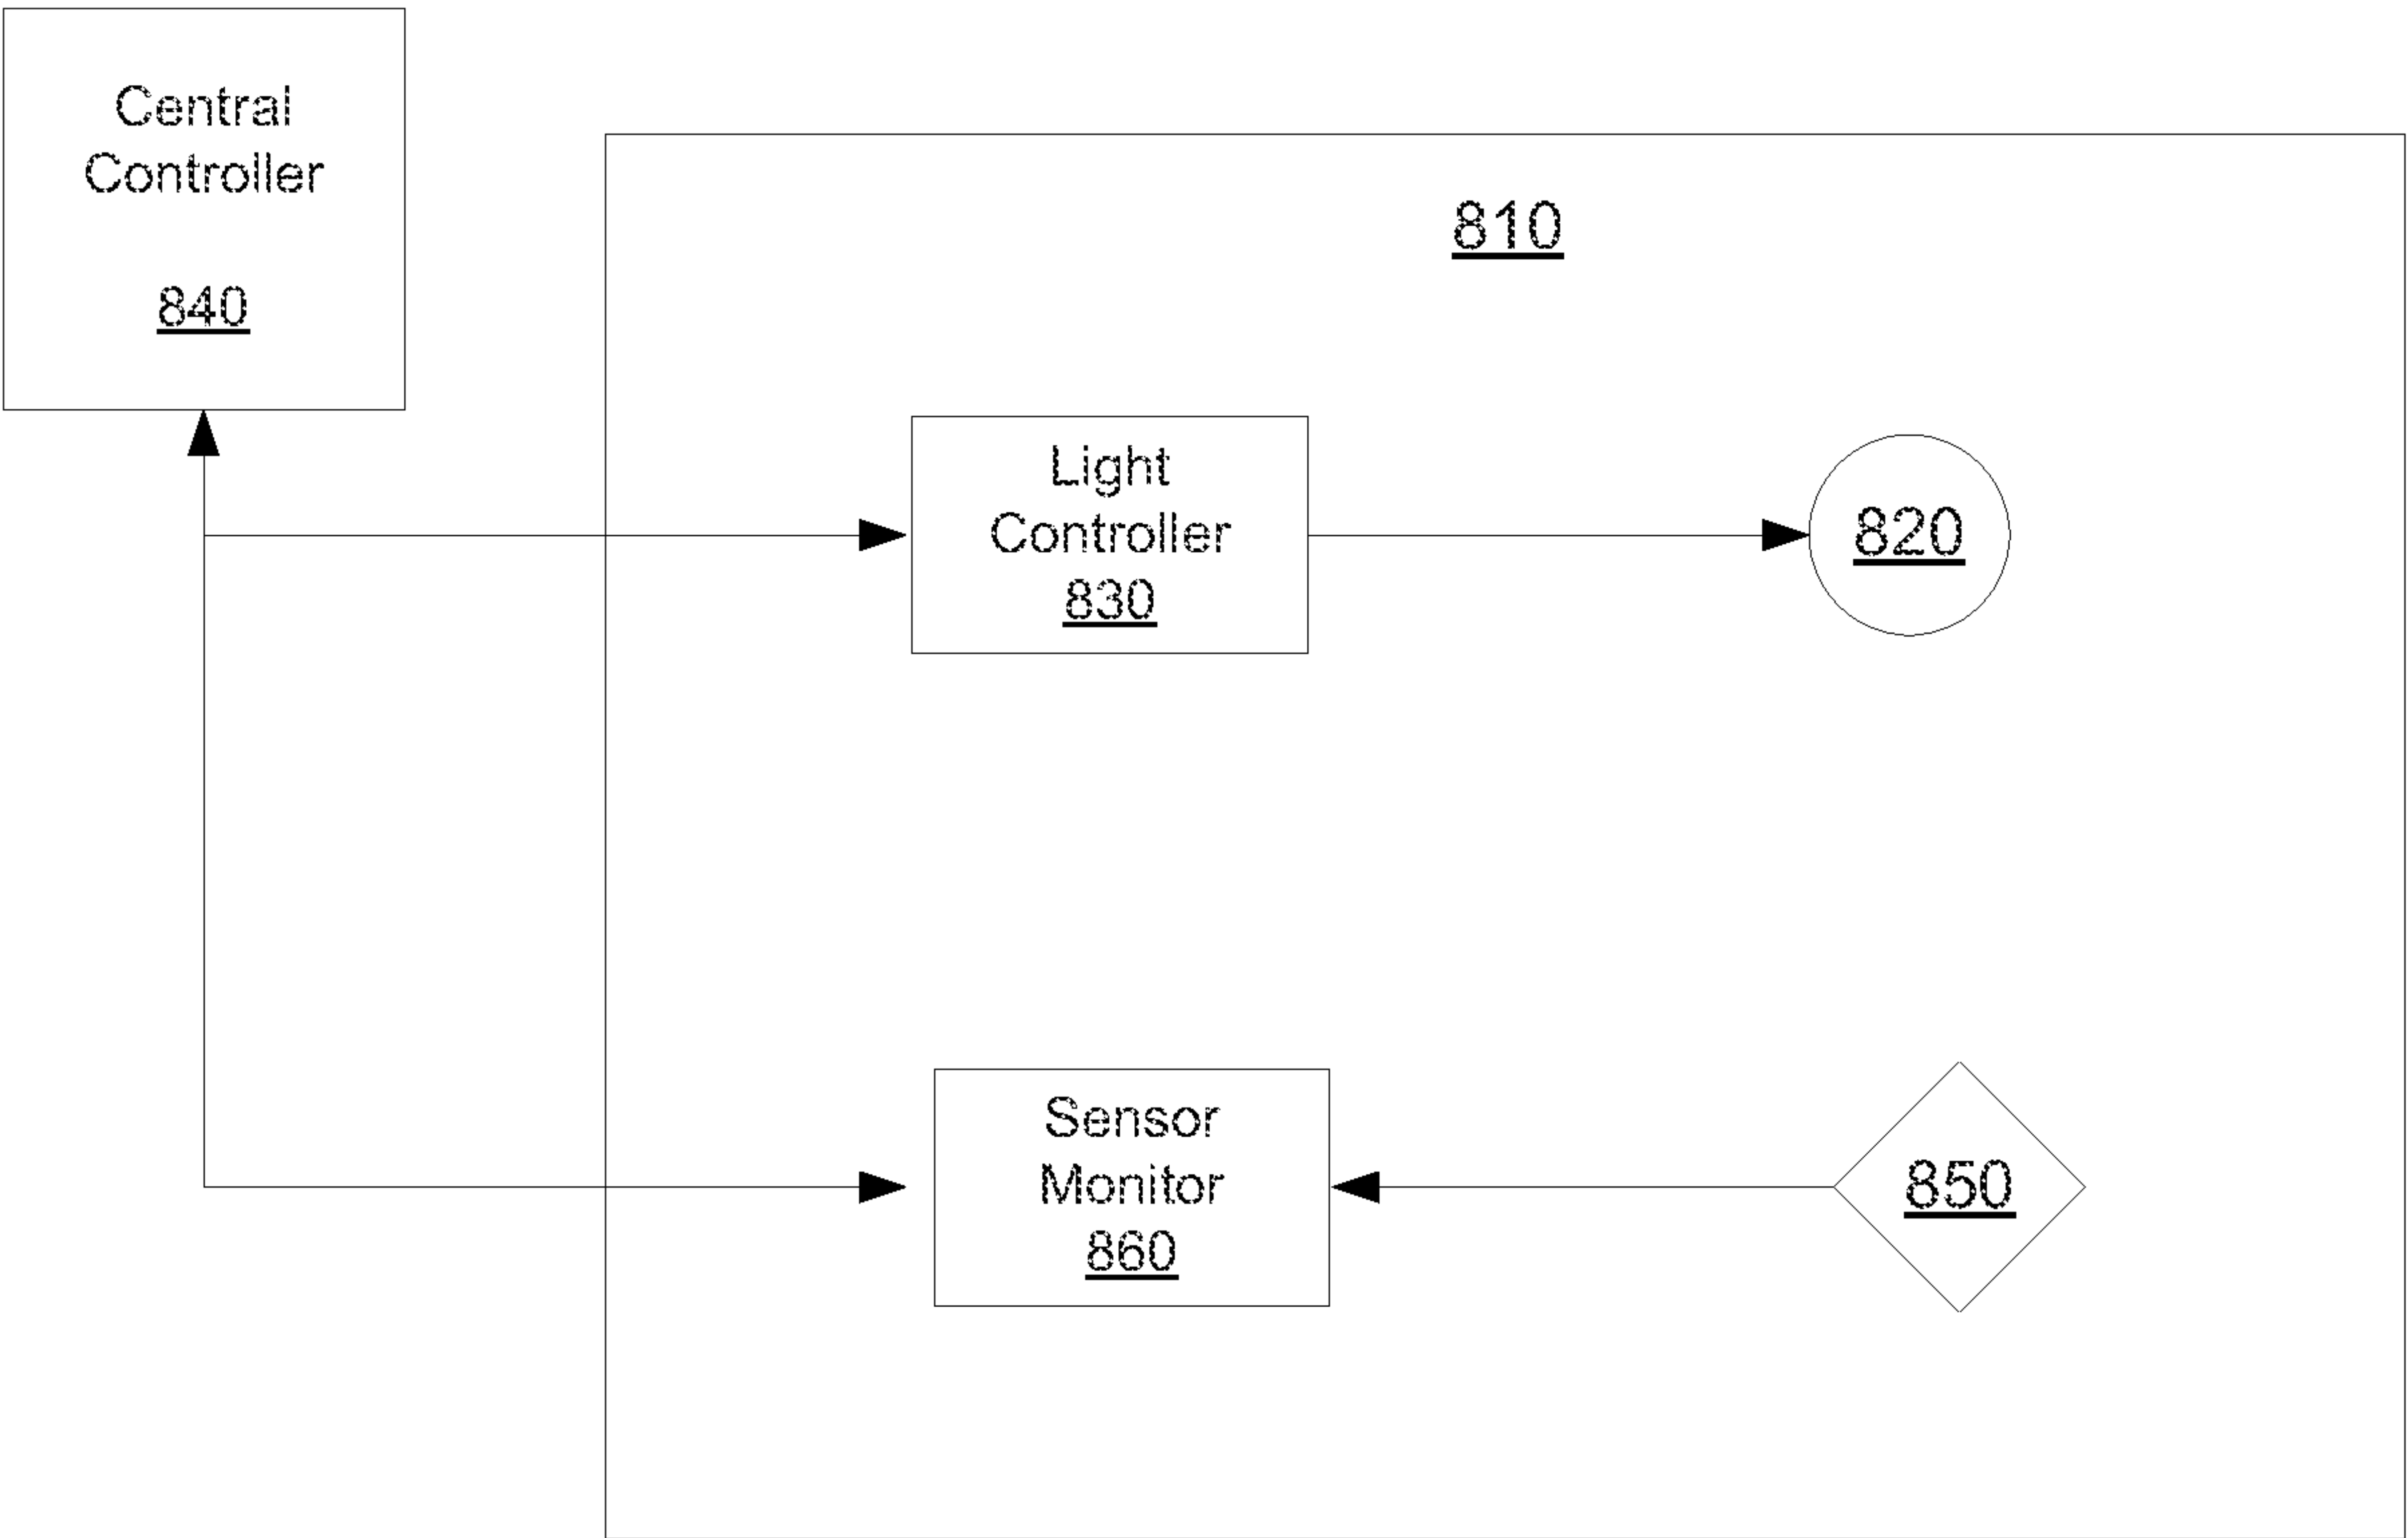 Central
Controller
840
810
Light
Controller
830
820
Sensor
Monitor
860
850